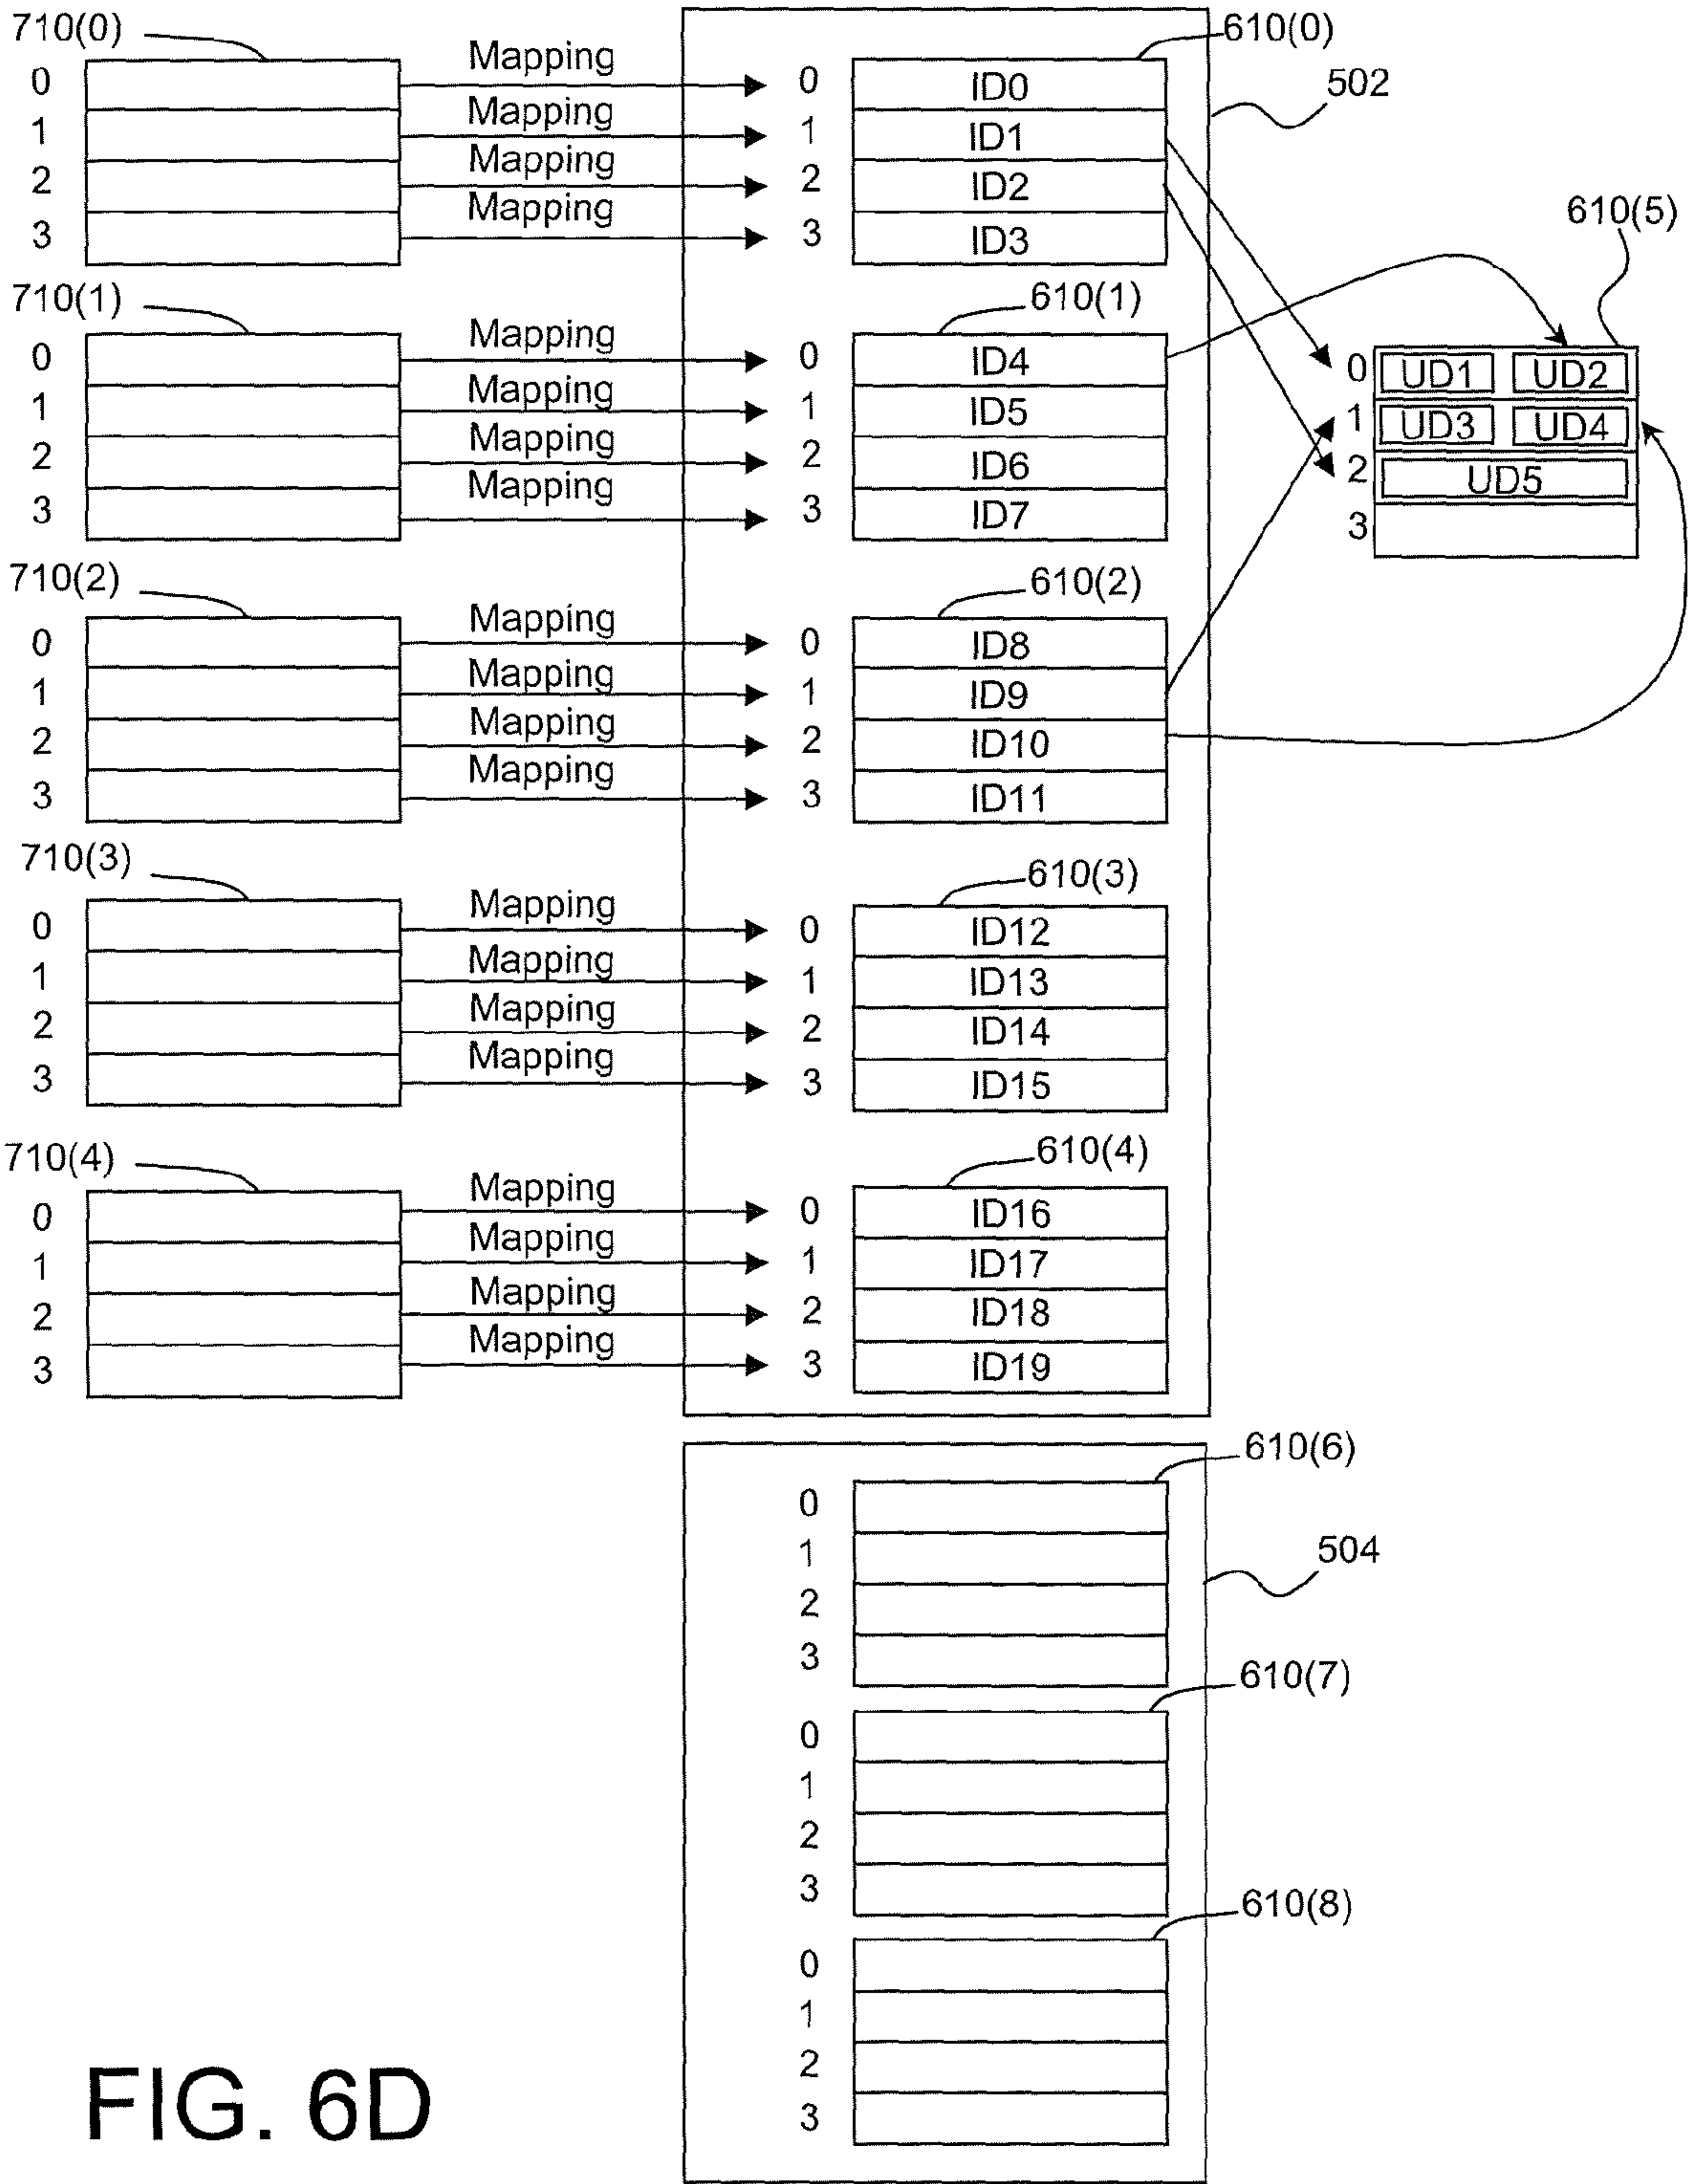 710(0) 610(0)
Mapping
0 0 ID0 502
Mapping
1 1 ID1
Mapping
2 2 ID2
Mapping
3 3 ID3
610(5)
710(1) 610(1)
Mapping
0 0 ID4
0 UD1 UD2
Mapping
1 1 ID5
1 UD3 UD4
Mapping
2 2 ID6
2 UD5
Mapping
3 3 ID7
3
710(2) 610(2)
Mapping
0 0 ID8
Mapping
1 1 ID9
Mapping
2 2 ID10
Mapping
3 3 ID11
710(3) 610(3)
Mapping
0 0 ID12
Mapping
1 1 ID13
Mapping
2 2 ID14
Mapping
3 3 ID15
710(4) 610(4)
Mapping
0 0 ID16
Mapping
1 1 ID17
Mapping
2 2 ID18
Mapping
3 3 ID19
610(6)
0
1 504
2
3
610(7)
0
1
2
3
610(8)
0
1
2
3
FIG. 6D